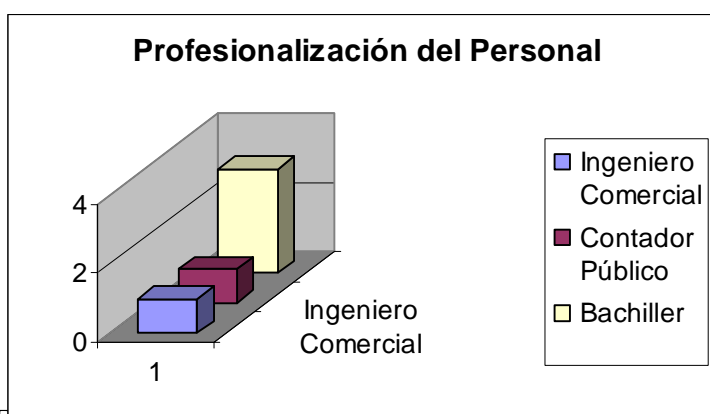 Profesionalización del Personal
4
2
0
1
Ingeniero
Comercial
Ingeniero
Comercial
Contador
Público
Bachiller